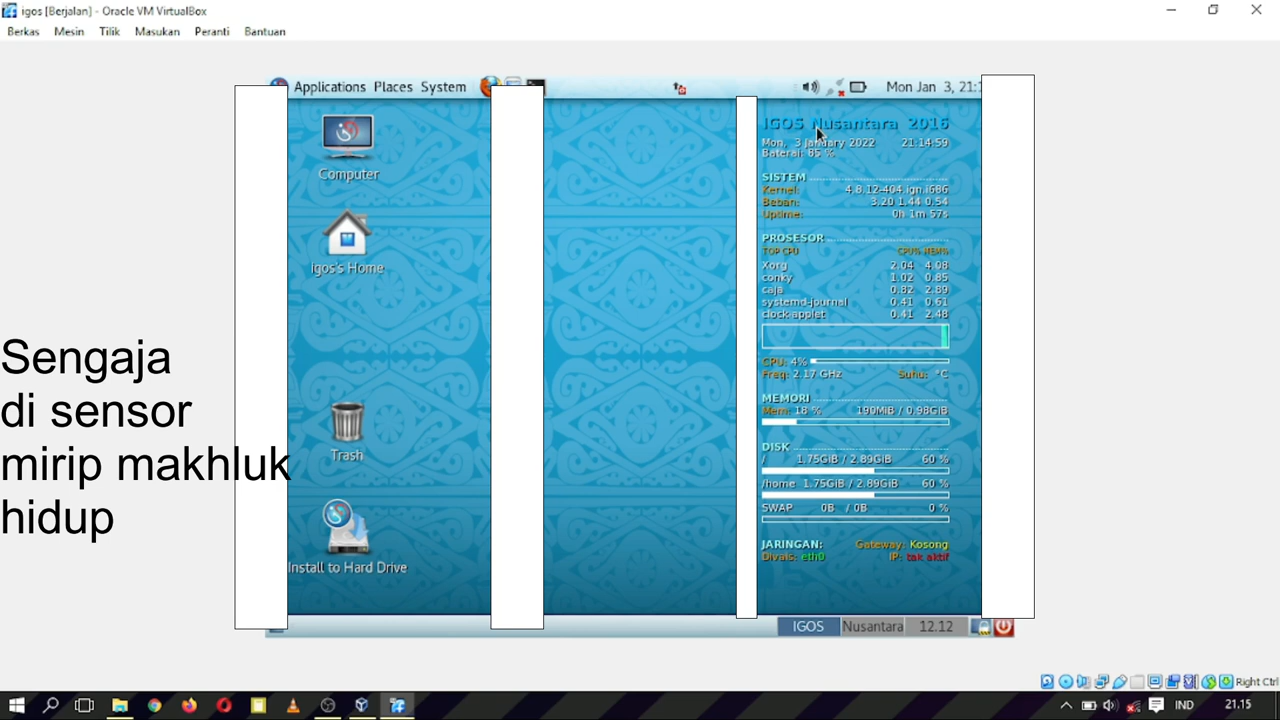 igos [Berjalan] - Oracle VM VirtualBox
Berkas Mesin Tilik Masukan Peranti Bantuan
Applications Places System
Mon Jan 3, 21:1
Computer
igos's Home
Trash
Install to Hard Drive
Sengaja
di sensor
mirip makhluk
hidup
IGOS Nusantara 2016
Mon, 3 January 2022 21:14:59
Baterai: 85 %
SISTEM
Kernel: 4.8.12-404.ign.i686
Beban: 3.20 1.44 0.54
Uptime: 0h 1m 57s
PROSESOR
TOP CPU CPU% MEM%
Xorg 2.04 4.08
conky 1.02 0.85
caja 0.82 2.89
systemd-journal 0.41 0.61
clock-applet 0.41 2.48
CPU: 4%
Freq: 2.17 GHz Suhu: °C
MEMORI
Mem: 18 % 190MiB / 0.98GiB
DISK
/ 1.75GiB / 2.89GiB 60 %
/home 1.75GiB / 2.89GiB 60 %
SWAP 0B / 0B 0 %
JARINGAN: Gateway: Kosong
Divais: eth0 IP: tak aktif
IGOS Nusantara 12.12
Right Ctrl
IND 21.15